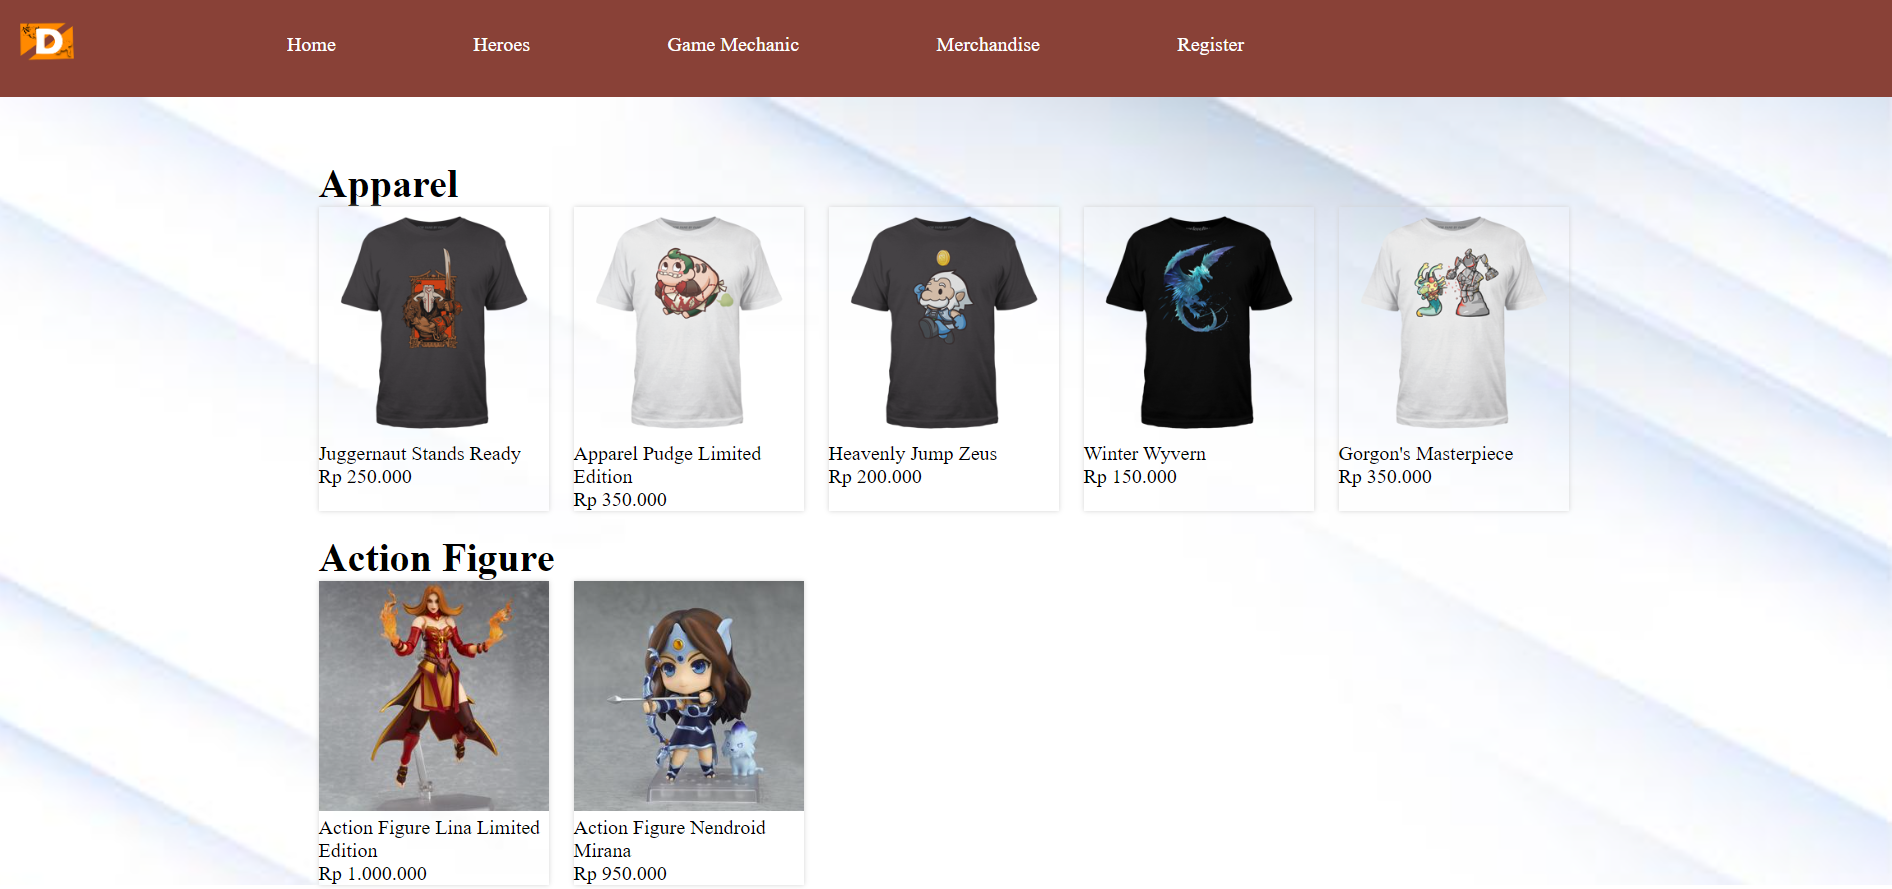 D
Home
Heroes
Game Mechanic
Merchandise
Register
Apparel
Juggernaut Stands Ready
Rp 250.000
Apparel Pudge Limited
Edition
Rp 350.000
Heavenly Jump Zeus
Rp 200.000
Winter Wyvern
Rp 150.000
Gorgon's Masterpiece
Rp 350.000
Action Figure
Action Figure Lina Limited
Edition
Rp 1.000.000
Action Figure Nendroid
Mirana
Rp 950.000